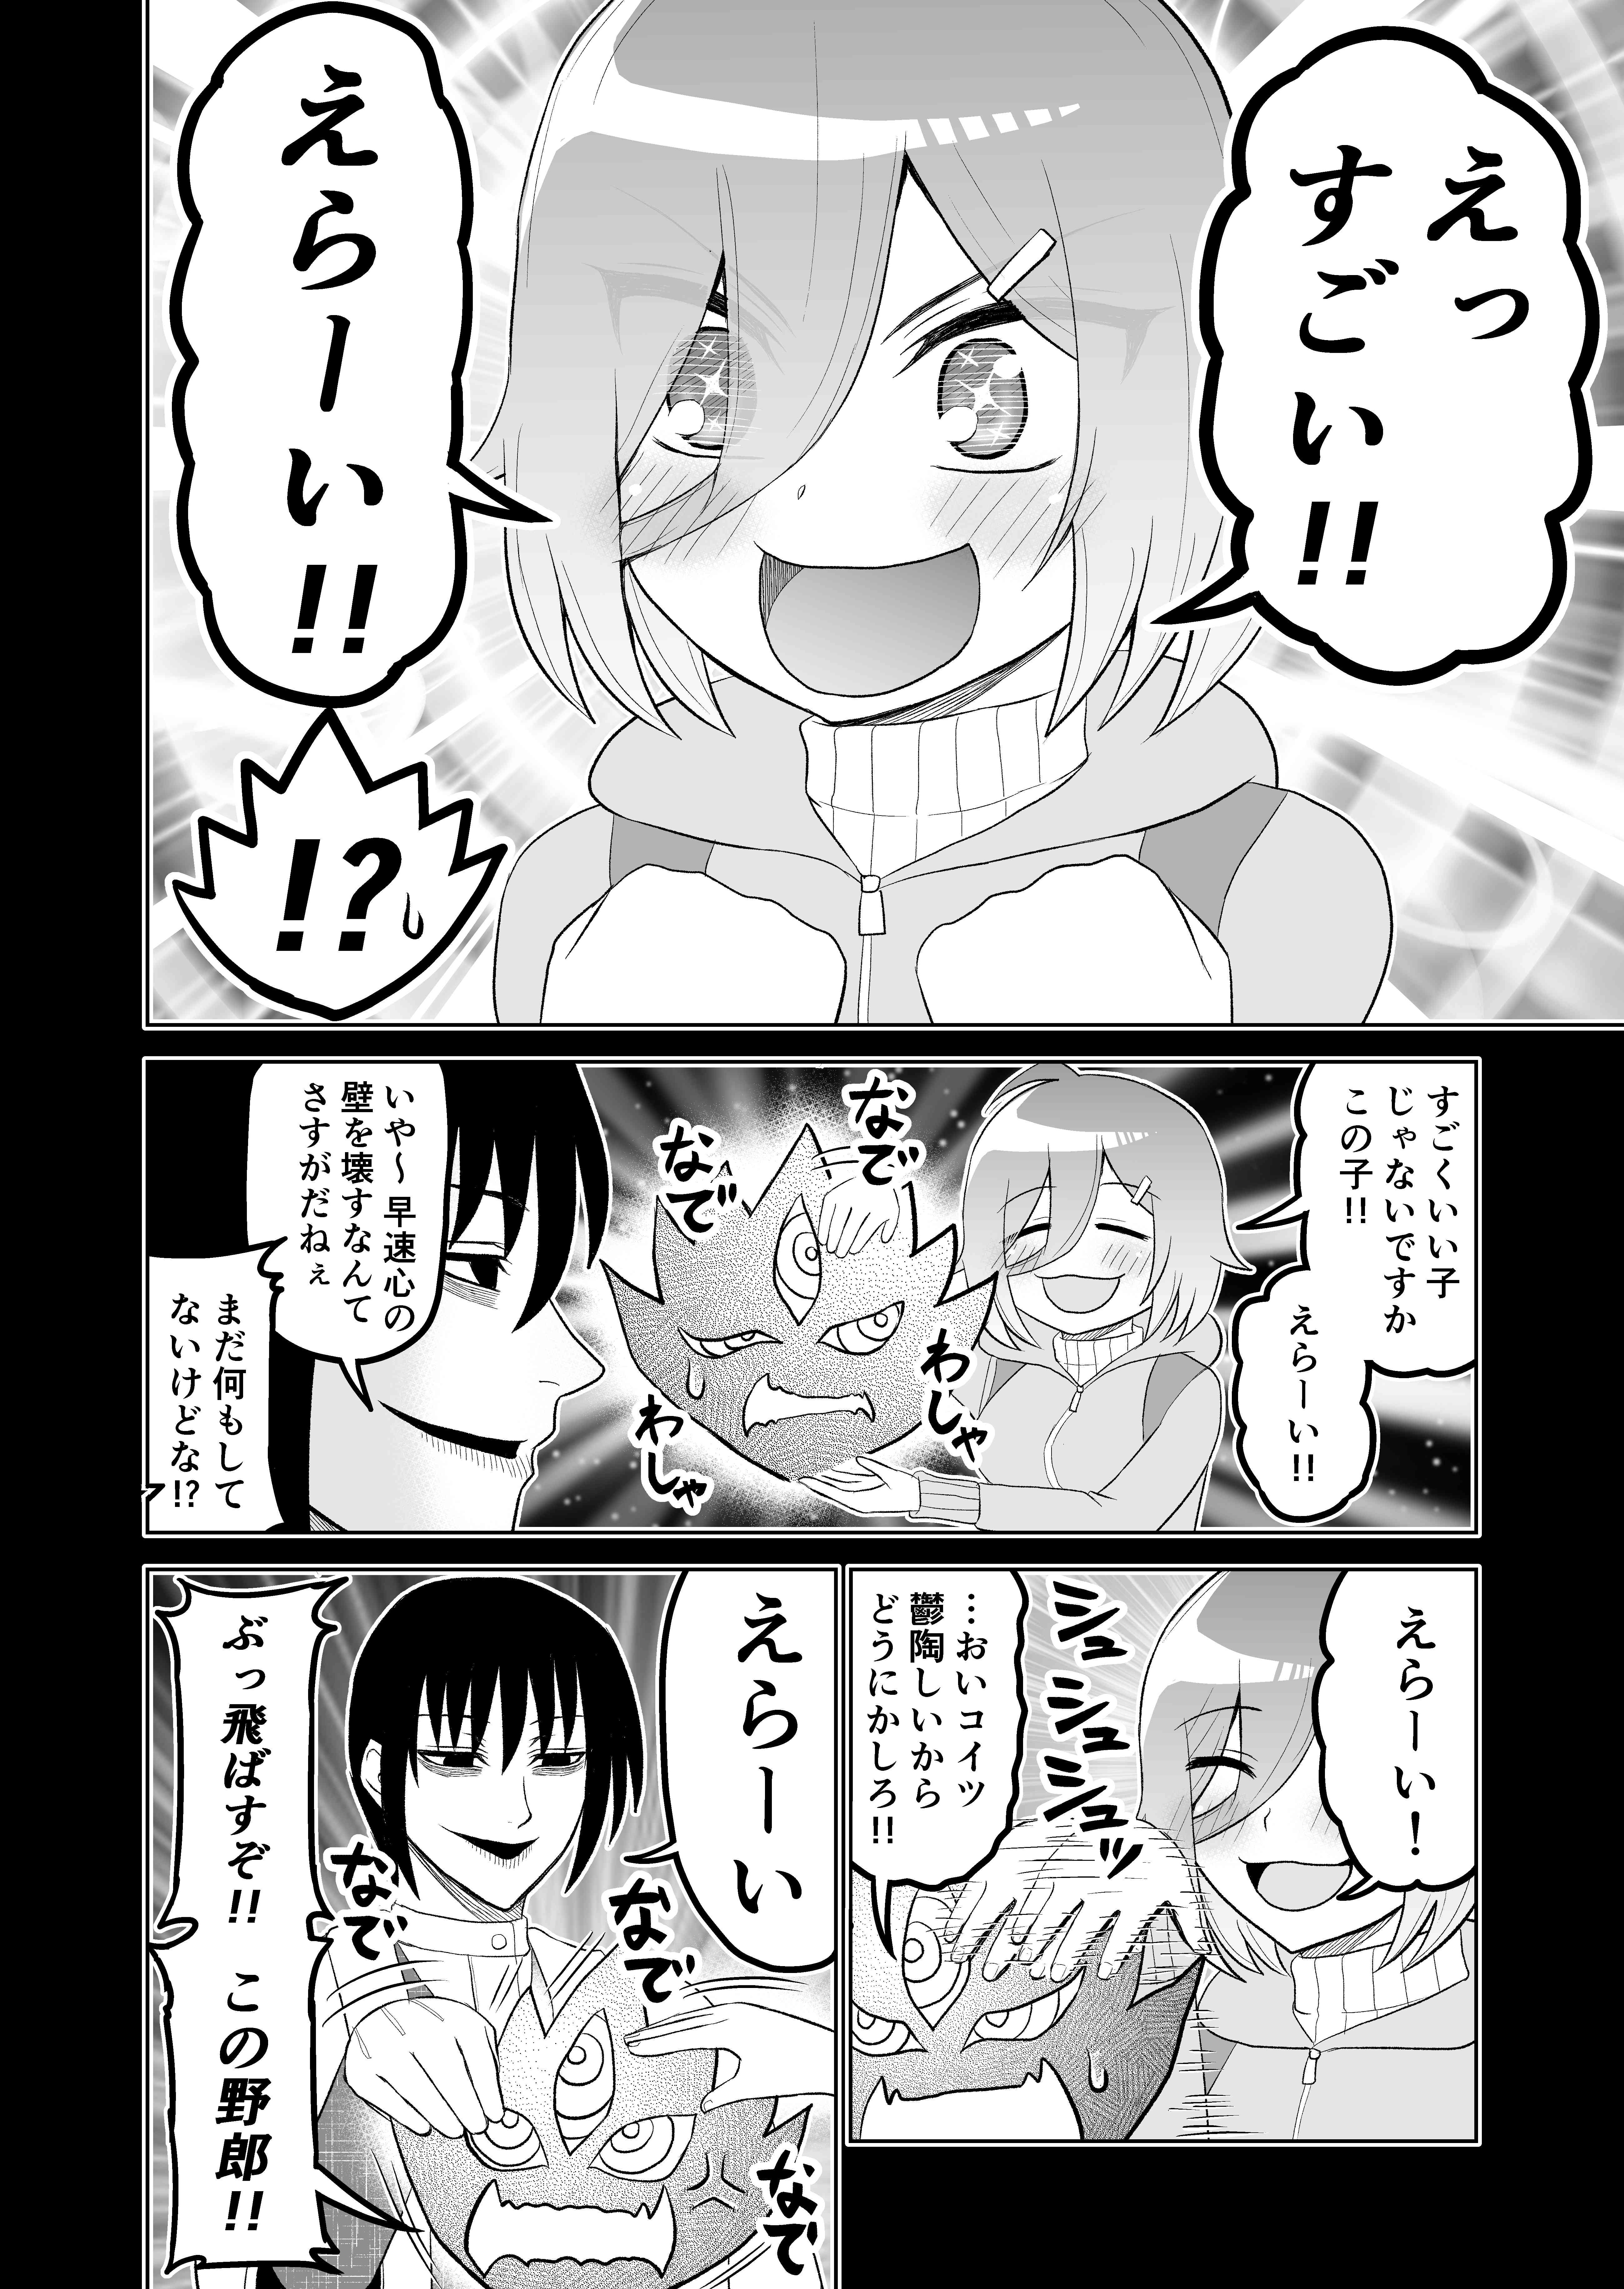 えっ
すごい!!
えらーい!!
!?
すごくいい子
じゃないですか
この子!!
えらーい!!
なで
なで
わしゃ
わしゃ
いや～早速心の
壁を壊すなんて
さすがだねぇ
まだ何もして
ないけどな!?
えらーい!
シュシュシュシュシュッ
…おいコイツ
鬱陶しいから
どうにかしろ!!
えらーい
なで
なで
なで
ぶっ飛ばすぞ!!
この野郎!!